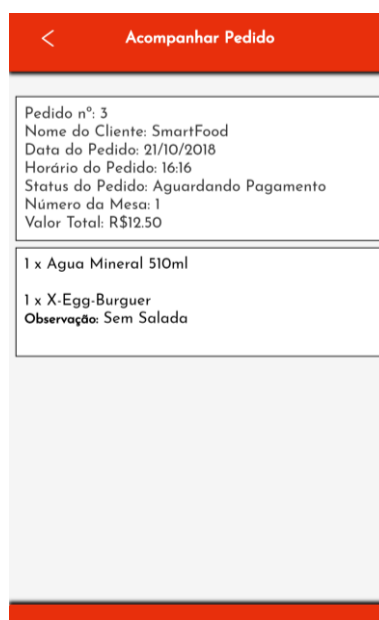 Acompanhar Pedido
Pedido nº: 3
Nome do Cliente: SmartFood
Data do Pedido: 21/10/2018
Horário do Pedido: 16:16
Status do Pedido: Aguardando Pagamento
Número da Mesa: 1
Valor Total: R$12.50
1 x Agua Mineral 510ml
1 x X-Egg-Burguer
Observação: Sem Salada